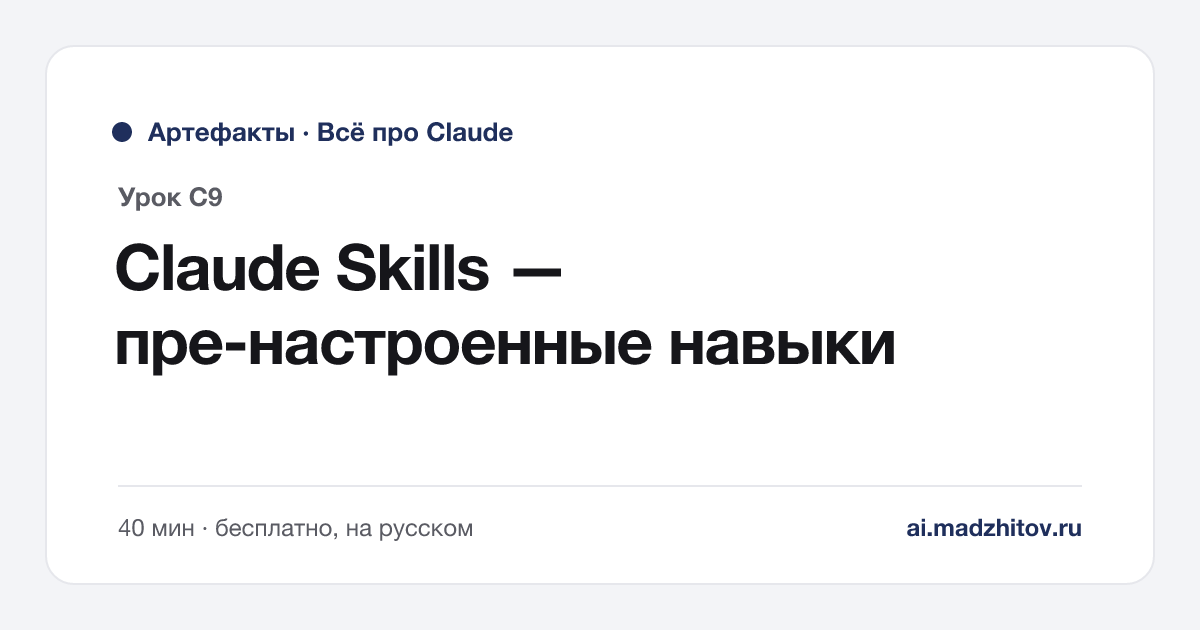 Артефакты · Всё про Claude
Урок C9
Claude Skills —
пре-настроенные навыки
40 мин · бесплатно, на русском
ai.madzhitov.ru